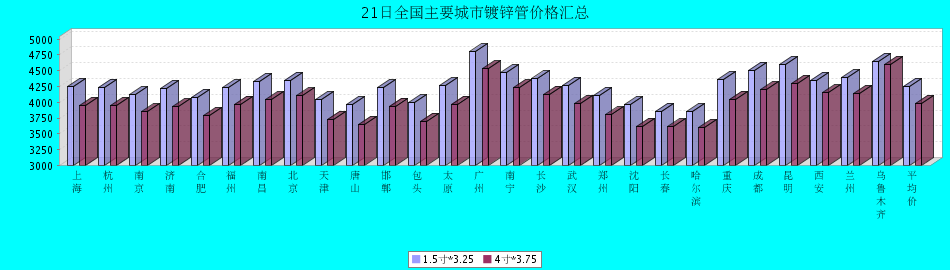 21日全国主要城市镀锌管价格汇总
5000
4750
4500
4250
4000
3750
3500
3250
3000
上海
杭州
南京
济南
合肥
福州
南昌
北京
天津
唐山
邯郸
包头
太原
广州
南宁
长沙
武汉
郑州
沈阳
长春
哈尔滨
重庆
成都
昆明
西安
兰州
乌鲁木齐
平均价
1.5寸*3.25
4寸*3.75